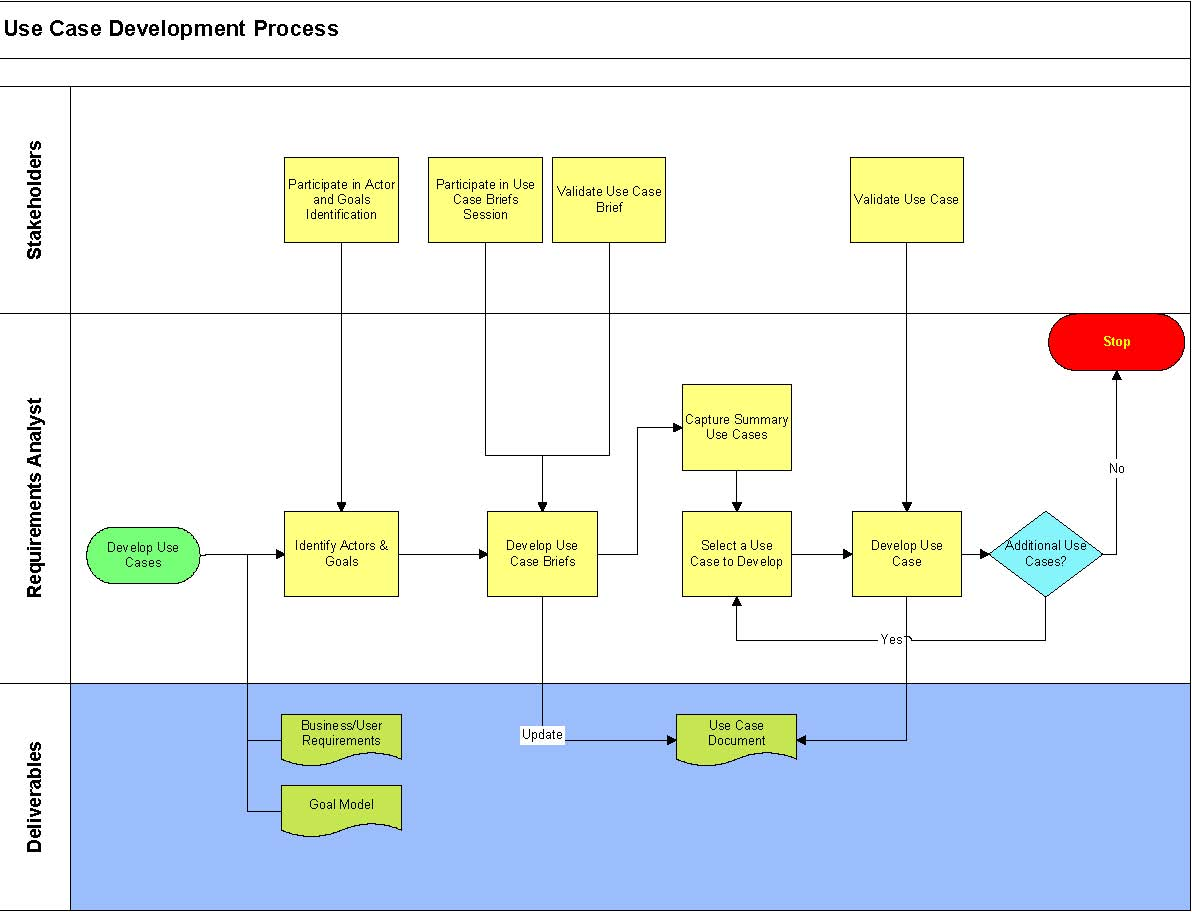 Use Case Development Process
Stakeholders
Participate in Actor
and Goals
Identification
Participate in Use
Case Briefs
Session
Validate Use Case
Brief
Validate Use Case
Requirements Analyst
Stop
Capture Summary
Use Cases
No
Develop Use
Cases
Identify Actors &
Goals
Develop Use
Case Briefs
Select a Use
Case to Develop
Develop Use
Case
Additional Use
Cases?
Yes
Deliverables
Business/User
Requirements
Update
Use Case
Document
Goal Model